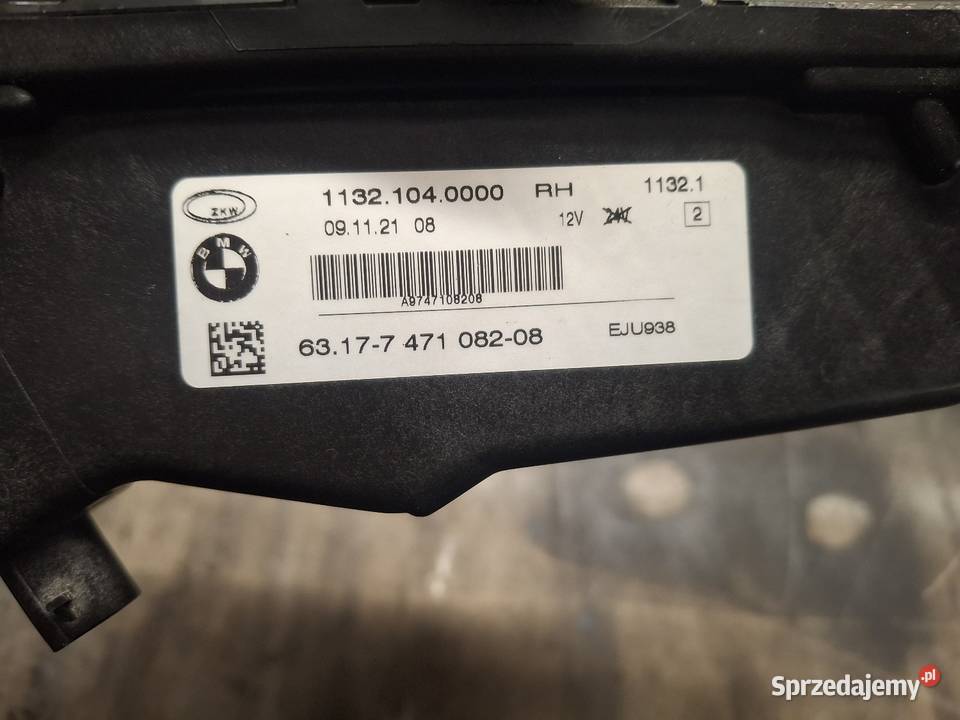 1132.104.0000 RH 1132.1
ZKW
09.11.21 08 12V 2
BMW
A9747108208
63.17-7 471 082-08 EJU938
Sprzedajemy.pl